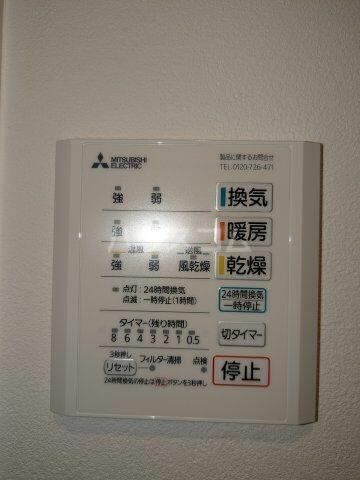 MITSUBISHI
ELECTRIC
製品に関するお問合せ
TEL.0120-726-471
強 弱 換気
強 暖房
温風 送風
強 弱 風乾燥 乾燥
点灯:24時間換気
点滅:一時停止(1時間)
24時間換気
一時停止
タイマー(残り時間)
8 6 4 3 2 1 0.5
切タイマー
3秒押し
リセット フィルター清掃 点検
停止
24時間換気の停止は停止ボタンを3秒押し